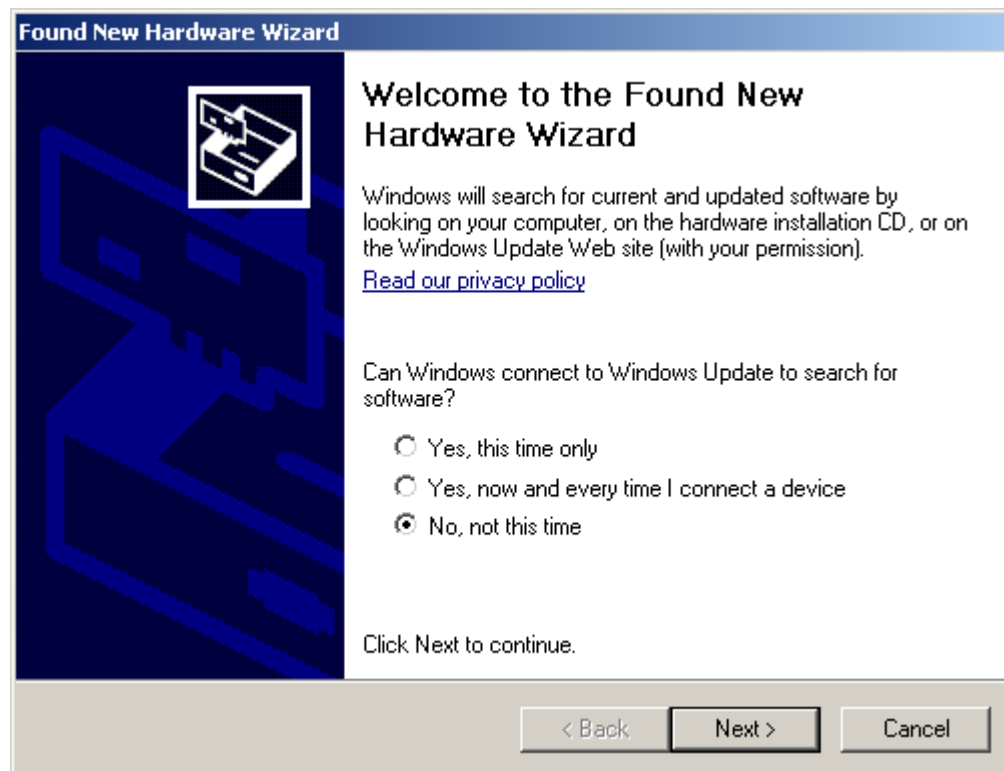 Found New Hardware Wizard
Welcome to the Found New
Hardware Wizard
Windows will search for current and updated software by
looking on your computer, on the hardware installation CD, or on
the Windows Update Web site (with your permission).
Read our privacy policy
Can Windows connect to Windows Update to search for
software?
Yes, this time only
Yes, now and every time I connect a device
No, not this time
Click Next to continue.
< Back
Next >
Cancel